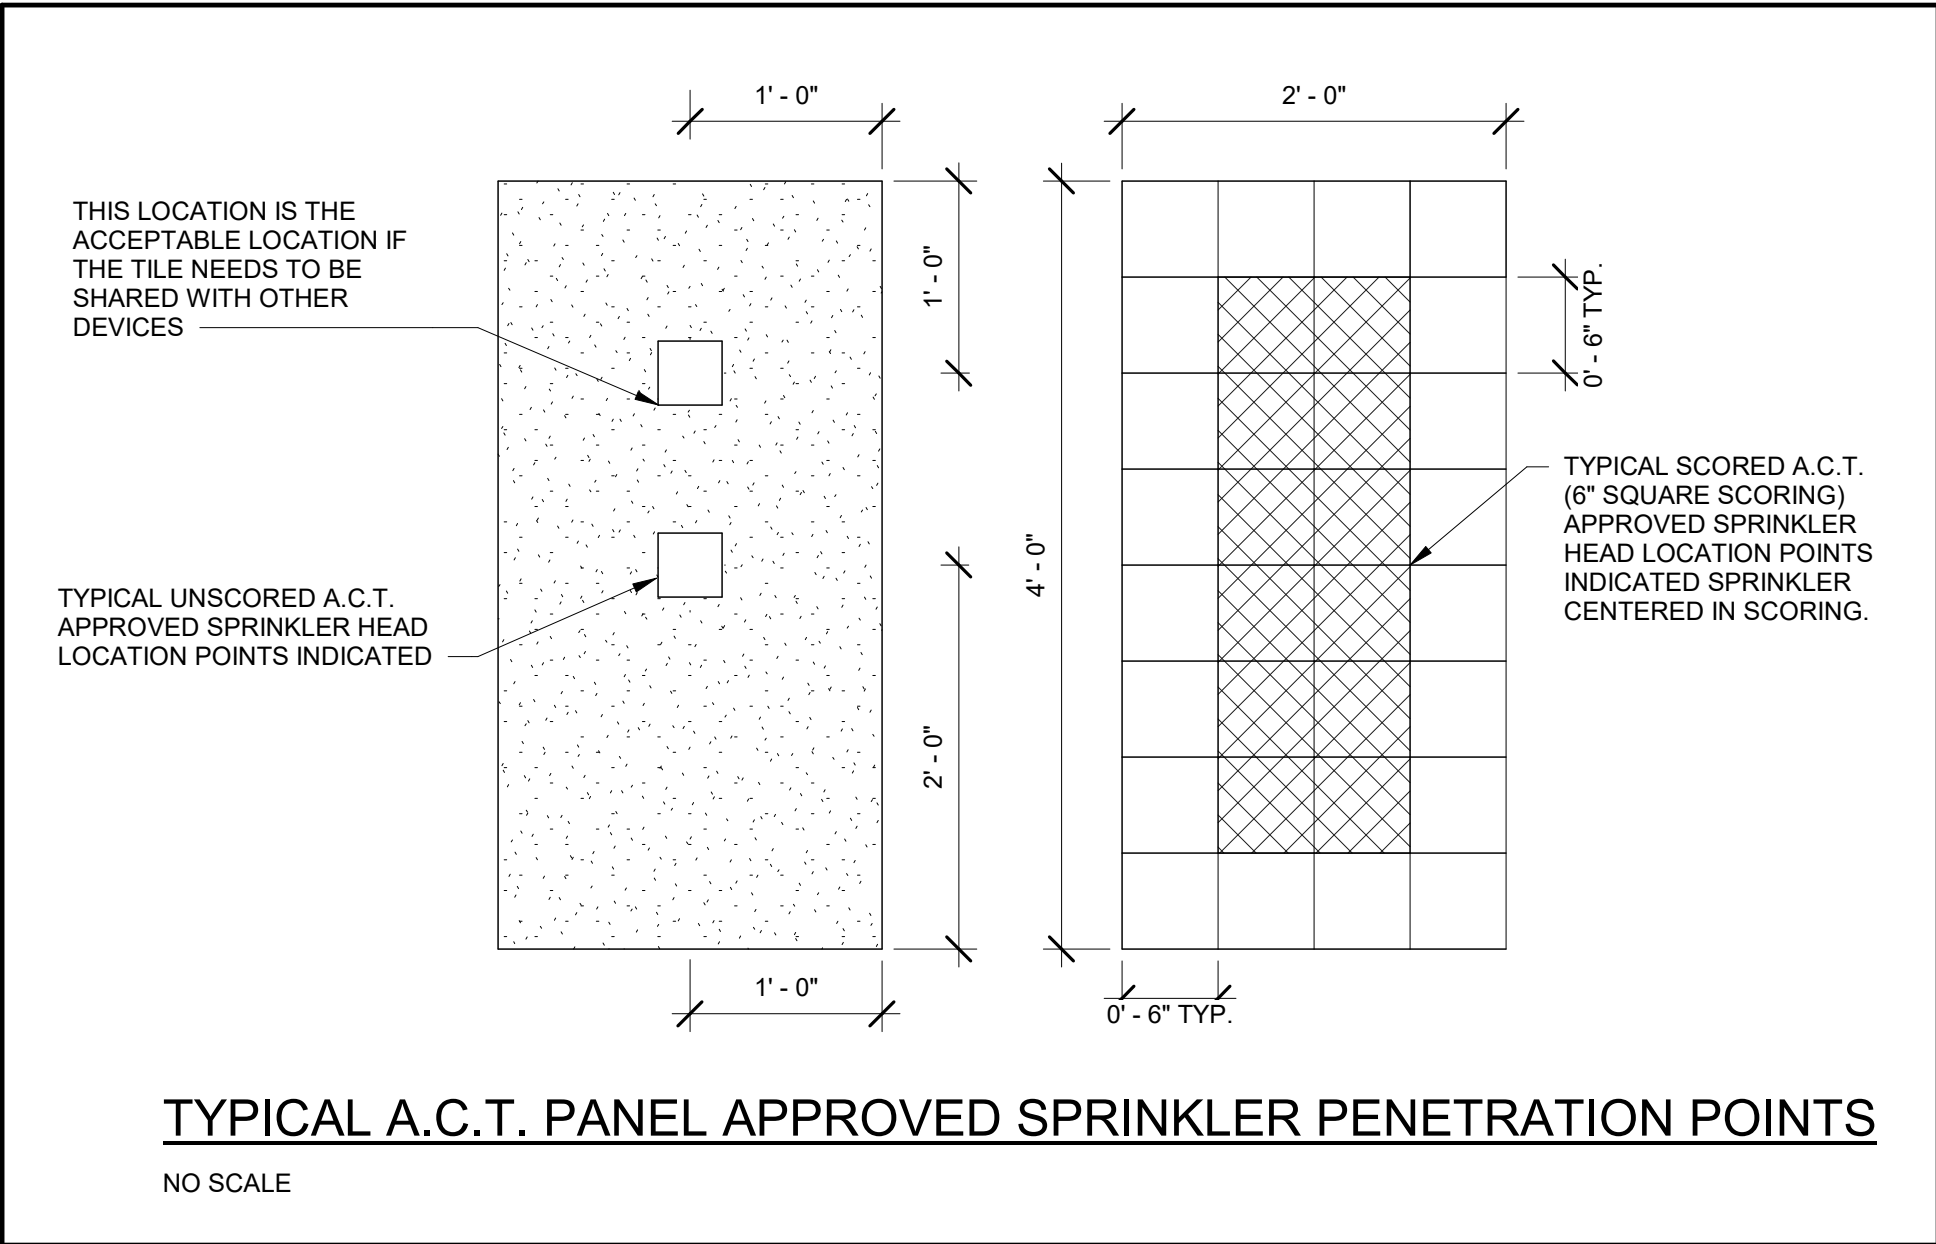 1' - 0"
2' - 0"
THIS LOCATION IS THE
ACCEPTABLE LOCATION IF
THE TILE NEEDS TO BE
SHARED WITH OTHER
DEVICES
1' - 0"
0' - 6" TYP.
TYPICAL SCORED A.C.T.
(6" SQUARE SCORING)
APPROVED SPRINKLER
HEAD LOCATION POINTS
INDICATED SPRINKLER
CENTERED IN SCORING.
4' - 0"
TYPICAL UNSCORED A.C.T.
APPROVED SPRINKLER HEAD
LOCATION POINTS INDICATED
2' - 0"
1' - 0"
0' - 6" TYP.
TYPICAL A.C.T. PANEL APPROVED SPRINKLER PENETRATION POINTS
NO SCALE